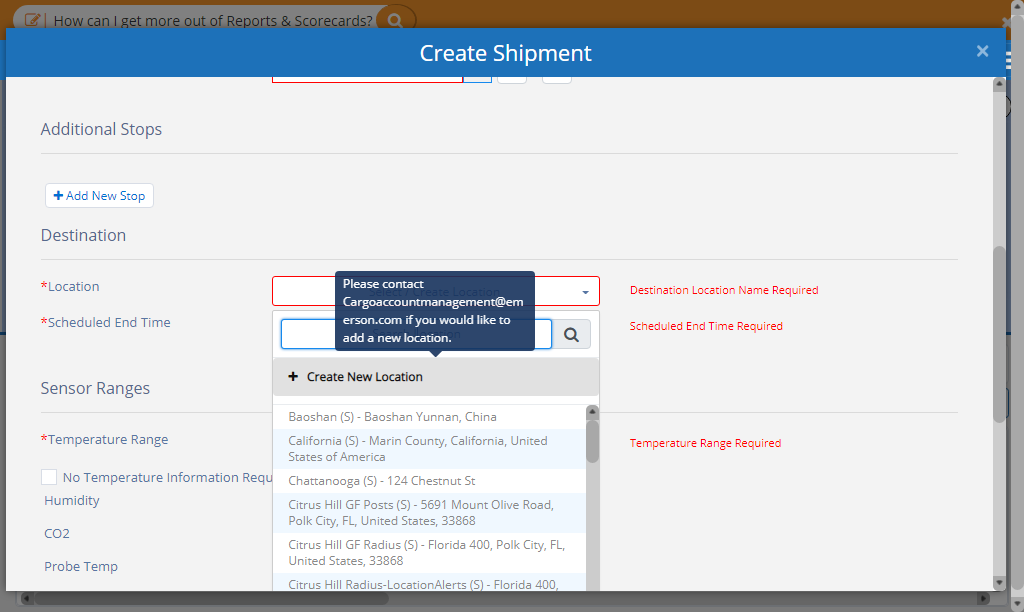 How can I get more out of Reports & Scorecards?
Create Shipment
×
Additional Stops
+ Add New Stop
Destination
*Location
Please contact
Cargoaccountmanagement@em
erson.com if you would like to
add a new location.
Destination Location Name Required
*Scheduled End Time
Scheduled End Time Required
+ Create New Location
Sensor Ranges
Baoshan (S) - Baoshan Yunnan, China
*Temperature Range
California (S) - Marin County, California, United
States of America
Temperature Range Required
No Temperature Information Requ
Chattanooga (S) - 124 Chestnut St
Humidity
Citrus Hill GF Posts (S) - 5691 Mount Olive Road,
Polk City, FL, United States, 33868
CO2
Citrus Hill GF Radius (S) - Florida 400, Polk City, FL,
United States, 33868
Probe Temp
Citrus Hill Radius-LocationAlerts (S) - Florida 400,